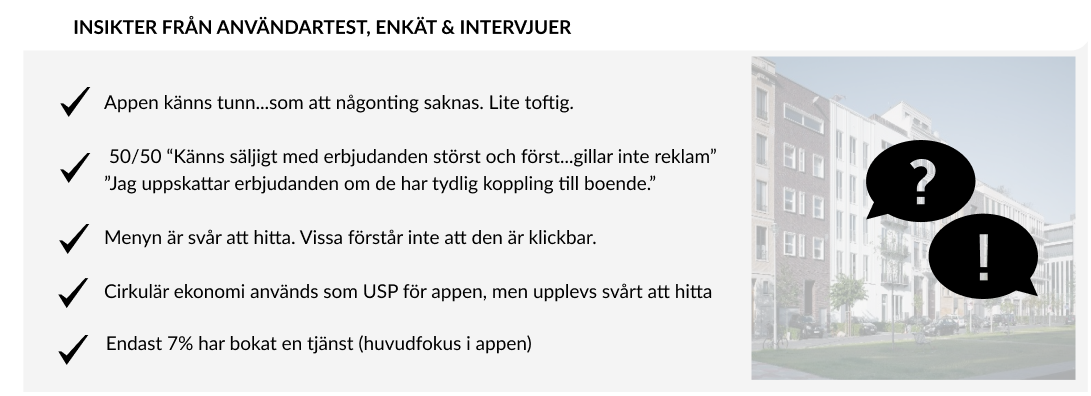 INSIKTER FRÅN ANVÄNDARTEST, ENKÄT & INTERVJUER
Appen känns tunn...som att någonting saknas. Lite toftig.
50/50 “Känns säljigt med erbjudanden störst och först...gillar inte reklam”
”Jag uppskattar erbjudanden om de har tydlig koppling till boende.”
Menyn är svår att hitta. Vissa förstår inte att den är klickbar.
Cirkulär ekonomi används som USP för appen, men upplevs svårt att hitta
Endast 7% har bokat en tjänst (huvudfokus i appen)
?
!